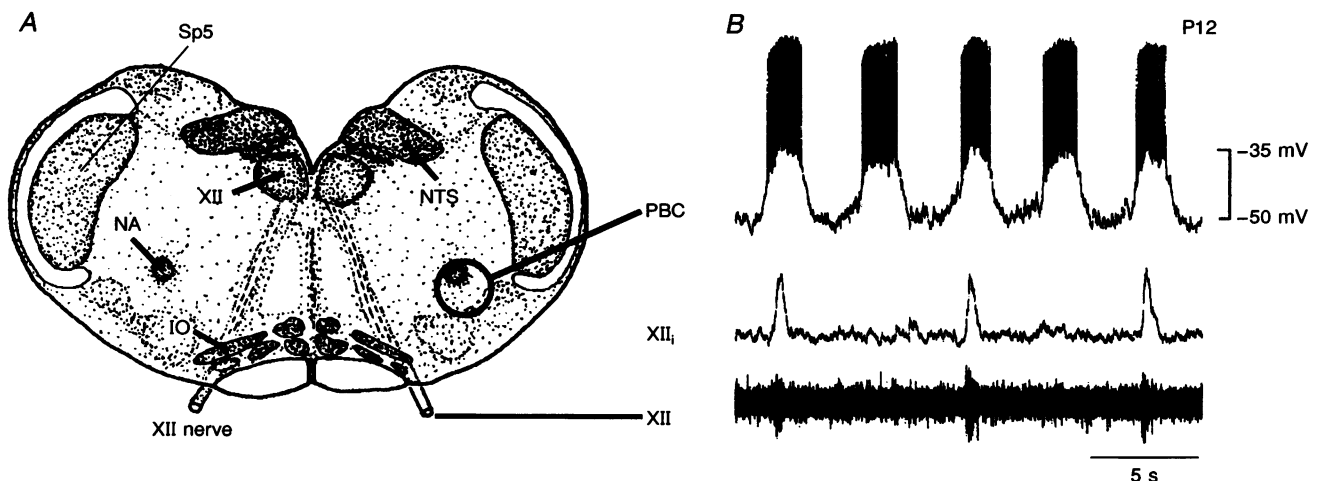 A
Sp5
XII
NTS
NA
PBC
IO
XII nerve
XII
B
P12
−35 mV
−50 mV
XIIi
5 s